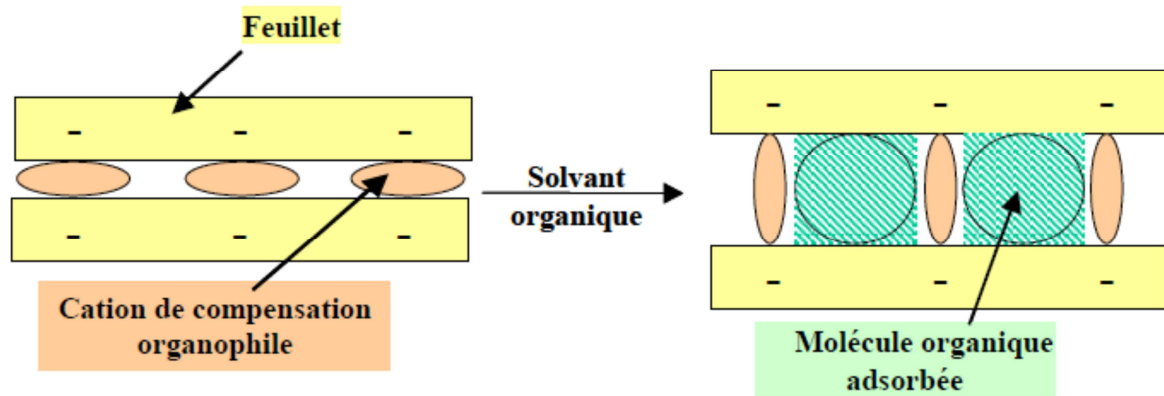 Feuillet
- - -
- - -
Cation de compensation
organophile
Solvant
organique
- - -
- - -
Molécule organique
adsorbée